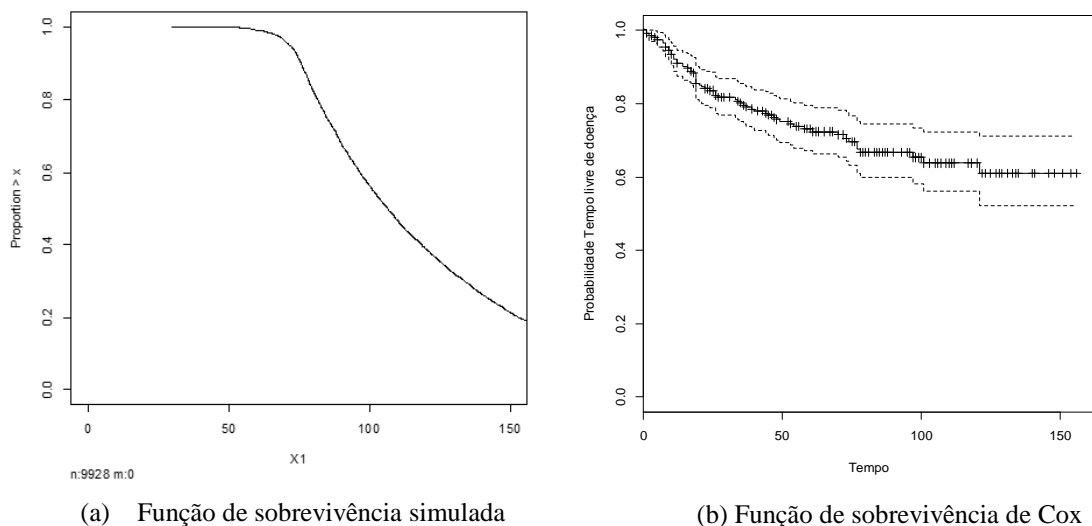 Proportion > x
1.0
0.8
0.6
0.4
0.2
0.0
0
50
100
150
X1
n:9928 m:0
(a) Função de sobrevivência simulada
Probabilidade Tempo livre de doença
1.0
0.8
0.6
0.4
0.2
0.0
0
50
100
150
Tempo
(b) Função de sobrevivência de Cox